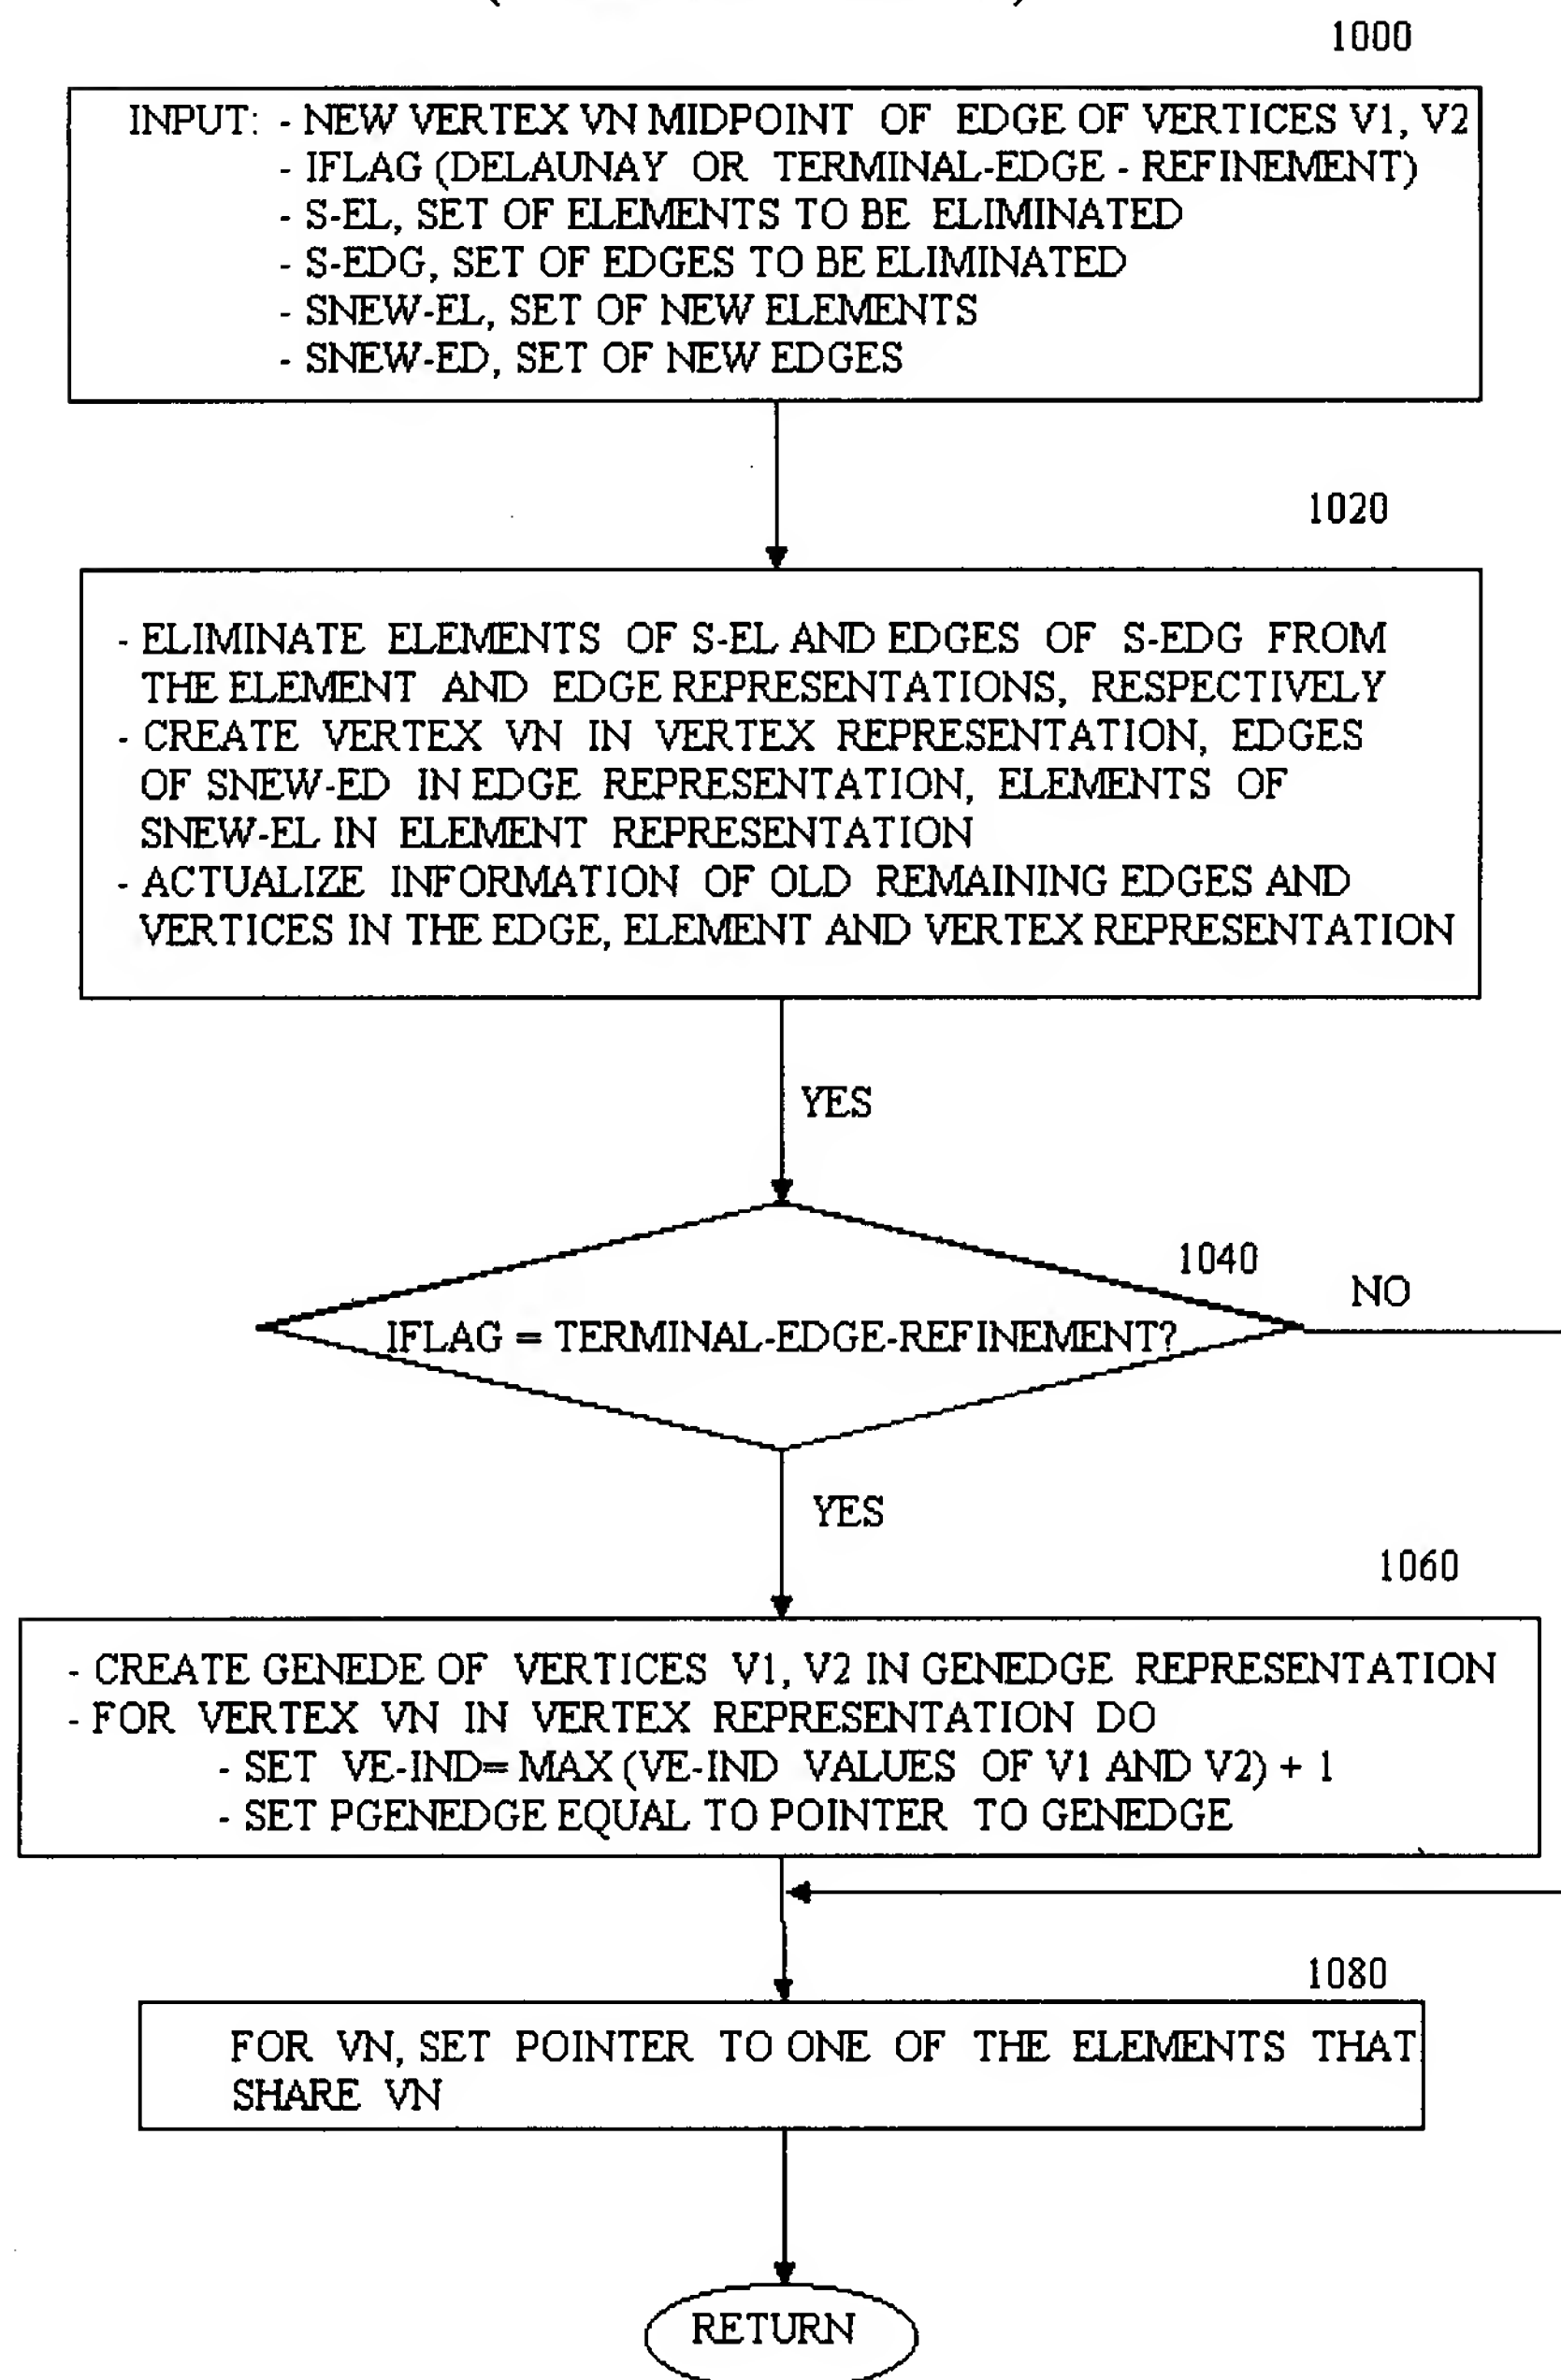 1000
INPUT: - NEW VERTEX VN MIDPOINT OF EDGE OF VERTICES V1, V2
- IFLAG (DELAUNAY OR TERMINAL-EDGE - REFINEMENT)
- S-EL, SET OF ELEMENTS TO BE ELIMINATED
- S-EDG, SET OF EDGES TO BE ELIMINATED
- SNEW-EL, SET OF NEW ELEMENTS
- SNEW-ED, SET OF NEW EDGES
1020
- ELIMINATE ELEMENTS OF S-EL AND EDGES OF S-EDG FROM
THE ELEMENT AND EDGE REPRESENTATIONS, RESPECTIVELY
- CREATE VERTEX VN IN VERTEX REPRESENTATION, EDGES
OF SNEW-ED IN EDGE REPRESENTATION, ELEMENTS OF
SNEW-EL IN ELEMENT REPRESENTATION
- ACTUALIZE INFORMATION OF OLD REMAINING EDGES AND
VERTICES IN THE EDGE, ELEMENT AND VERTEX REPRESENTATION
YES
1040
NO
IFLAG = TERMINAL-EDGE-REFINEMENT?
YES
1060
- CREATE GENEDE OF VERTICES V1, V2 IN GENEDGE REPRESENTATION
- FOR VERTEX VN IN VERTEX REPRESENTATION DO
- SET VE-IND= MAX (VE-IND VALUES OF V1 AND V2) + 1
- SET PGENEDGE EQUAL TO POINTER TO GENEDGE
1080
FOR VN, SET POINTER TO ONE OF THE ELEMENTS THAT
SHARE VN
RETURN